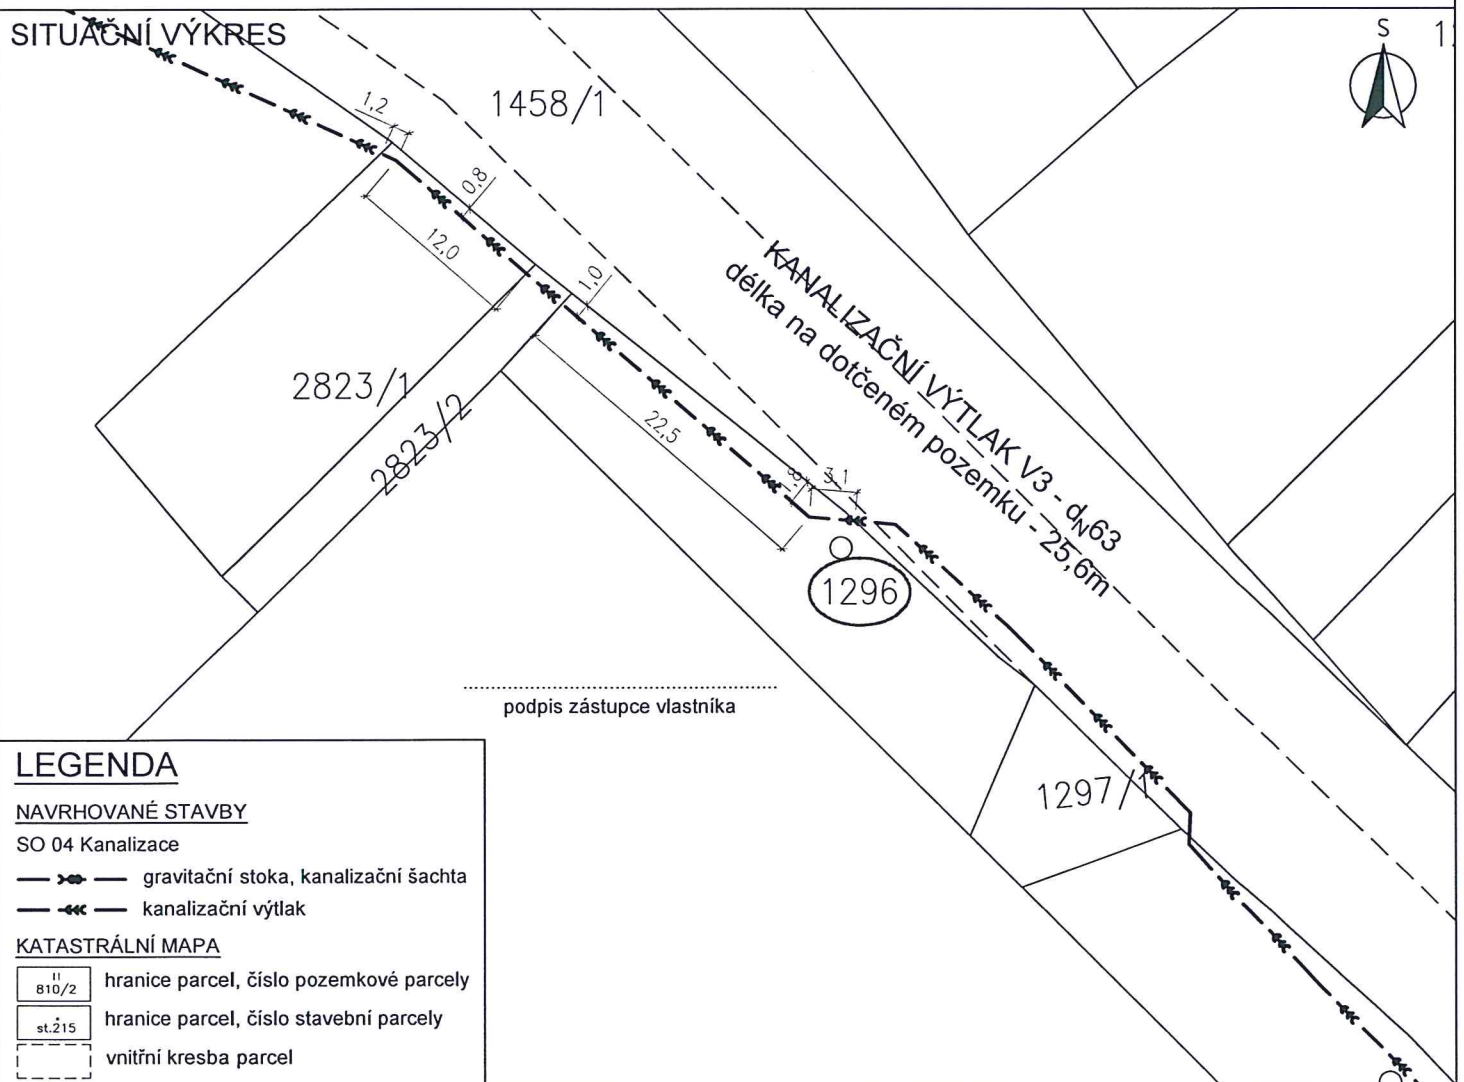 SITUAČNÍ VÝKRES
S
1458/1
1,2
0,8
12,0
1,0
2823/1
2823/2
22,5
3,1
KANALIZAČNÍ VÝTLAK V3 - dN63
délka na dotčeném pozemku - 25,6m
1296
1297/1
podpis zástupce vlastníka
LEGENDA
NAVRHOVANÉ STAVBY
SO 04 Kanalizace
gravitační stoka, kanalizační šachta
kanalizační výtlak
KATASTRÁLNÍ MAPA
810/2 hranice parcel, číslo pozemkové parcely
st.215 hranice parcel, číslo stavební parcely
vnitřní kresba parcel